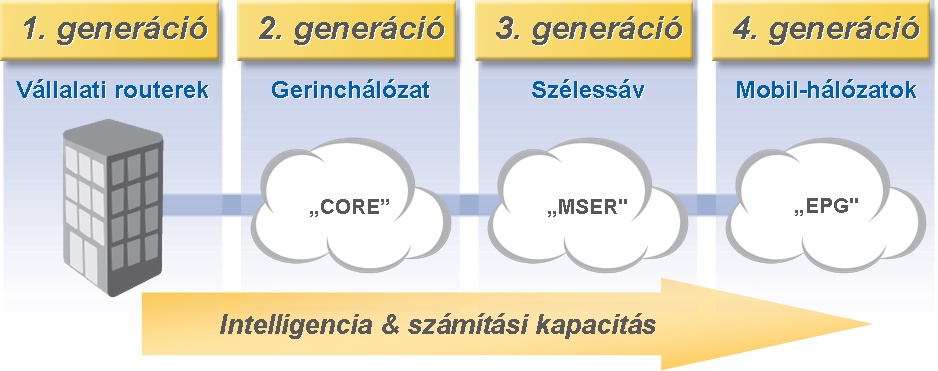 1. generáció
2. generáció
3. generáció
4. generáció
Vállalati routerek
Gerinchálózat
Szélessáv
Mobil-hálózatok
„CORE”
„MSER"
„EPG"
Intelligencia & számítási kapacitás